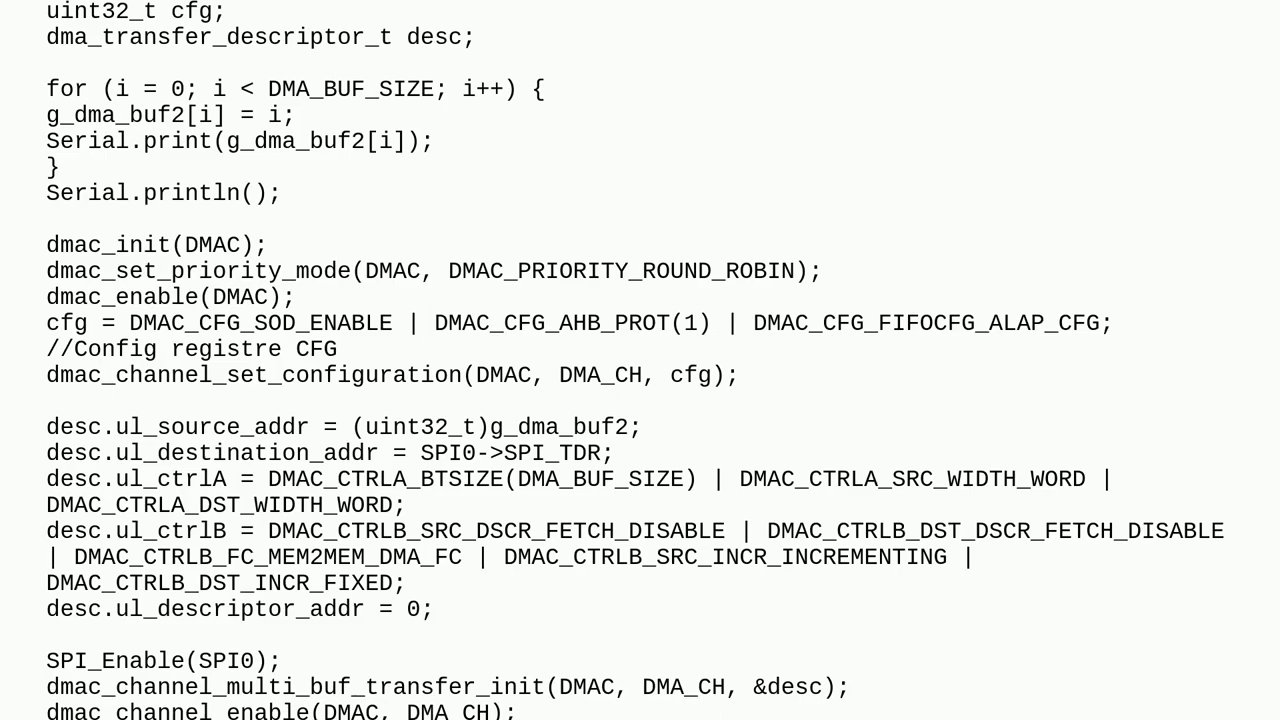 uint32_t cfg;
dma_transfer_descriptor_t desc;
for (i = 0; i < DMA_BUF_SIZE; i++) {
g_dma_buf2[i] = i;
Serial.print(g_dma_buf2[i]);
}
Serial.println();
dmac_init(DMAC);
dmac_set_priority_mode(DMAC, DMAC_PRIORITY_ROUND_ROBIN);
dmac_enable(DMAC);
cfg = DMAC_CFG_SOD_ENABLE | DMAC_CFG_AHB_PROT(1) | DMAC_CFG_FIFOCFG_ALAP_CFG;
//Config registre CFG
dmac_channel_set_configuration(DMAC, DMA_CH, cfg);
desc.ul_source_addr = (uint32_t)g_dma_buf2;
desc.ul_destination_addr = SPI0->SPI_TDR;
desc.ul_ctrlA = DMAC_CTRLA_BTSIZE(DMA_BUF_SIZE) | DMAC_CTRLA_SRC_WIDTH_WORD |
DMAC_CTRLA_DST_WIDTH_WORD;
desc.ul_ctrlB = DMAC_CTRLB_SRC_DSCR_FETCH_DISABLE | DMAC_CTRLB_DST_DSCR_FETCH_DISABLE
| DMAC_CTRLB_FC_MEM2MEM_DMA_FC | DMAC_CTRLB_SRC_INCR_INCREMENTING |
DMAC_CTRLB_DST_INCR_FIXED;
desc.ul_descriptor_addr = 0;
SPI_Enable(SPI0);
dmac_channel_multi_buf_transfer_init(DMAC, DMA_CH, &desc);
dmac_channel_enable(DMAC, DMA_CH);